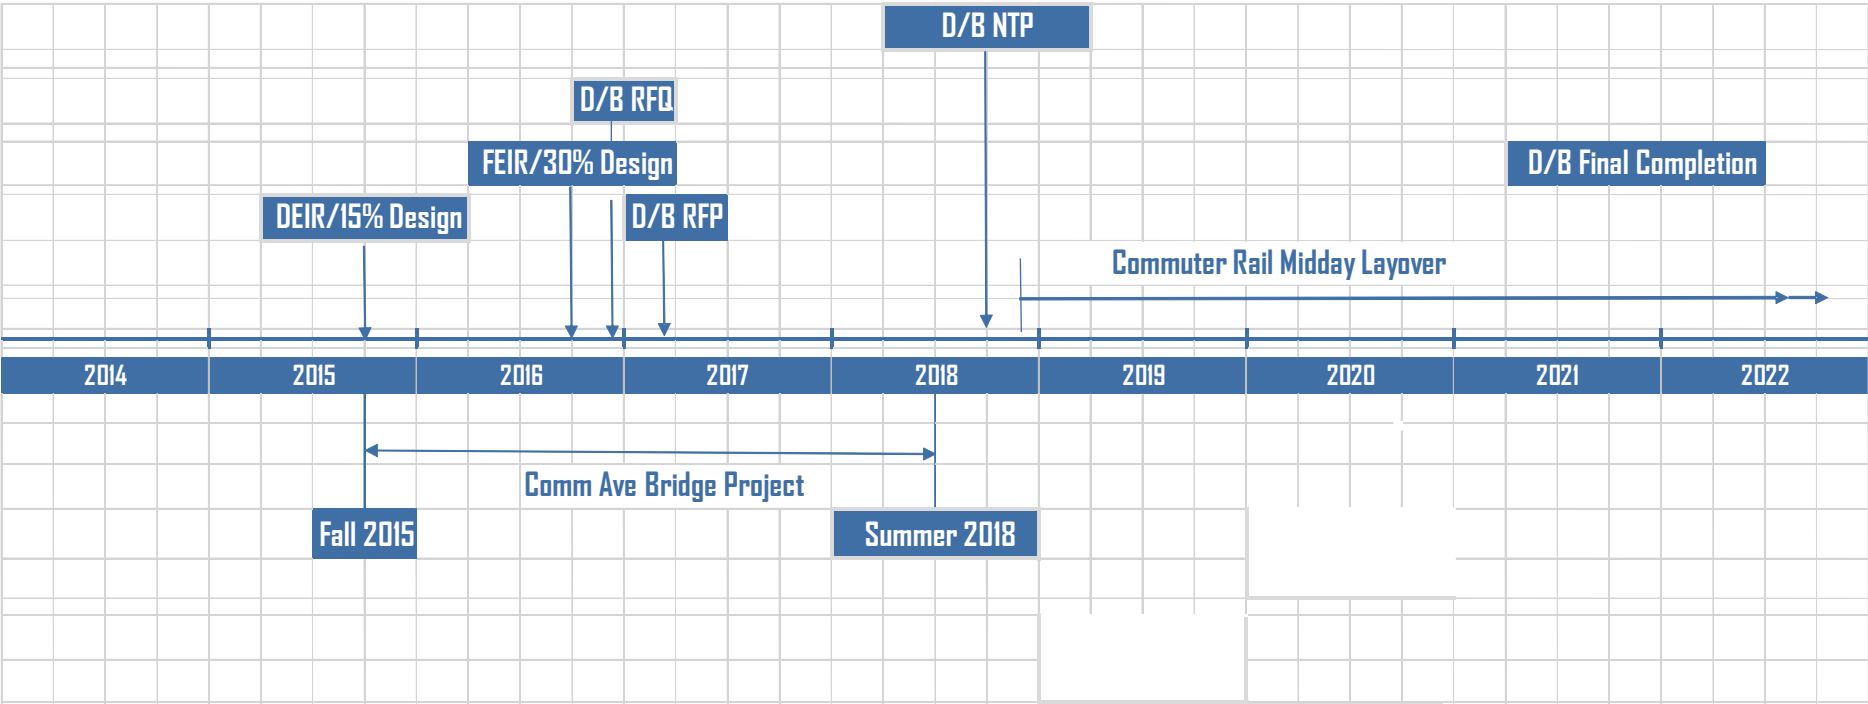 D/B NTP
D/B RFQ
FEIR/30% Design
D/B Final Completion
DEIR/15% Design
D/B RFP
Commuter Rail Midday Layover
2014 2015 2016 2017 2018 2019 2020 2021 2022
Comm Ave Bridge Project
Fall 2015
Summer 2018